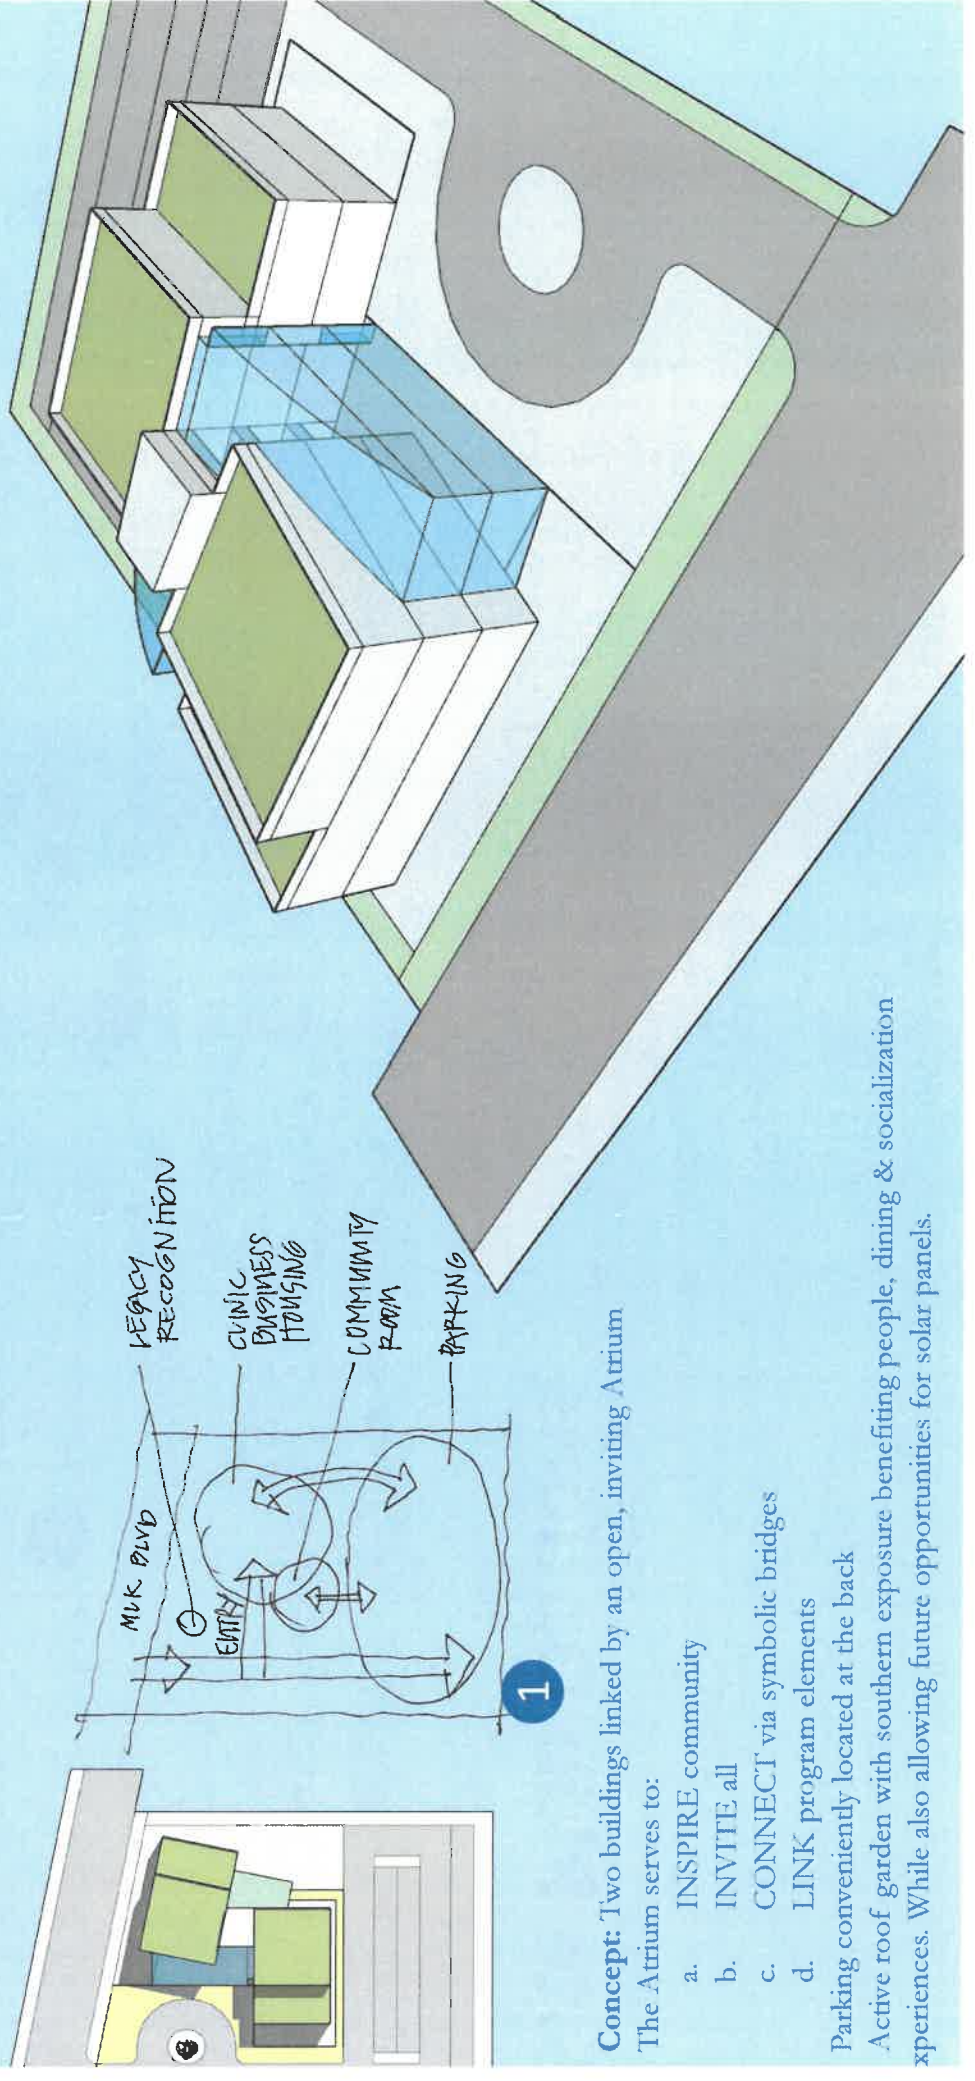 MLK BLVD
ENTRY
LEGACY
RECOGNITION
CLINIC
BUSINESS
HOUSING
COMMUNITY
ROOM
PARKING
1
Concept: Two buildings linked by an open, inviting Atrium
The Atrium serves to:
a. INSPIRE community
b. INVITE all
c. CONNECT via symbolic bridges
d. LINK program elements
Parking conveniently located at the back
Active roof garden with southern exposure benefiting people, dining & socialization
xperiences. While also allowing future opportunities for solar panels.